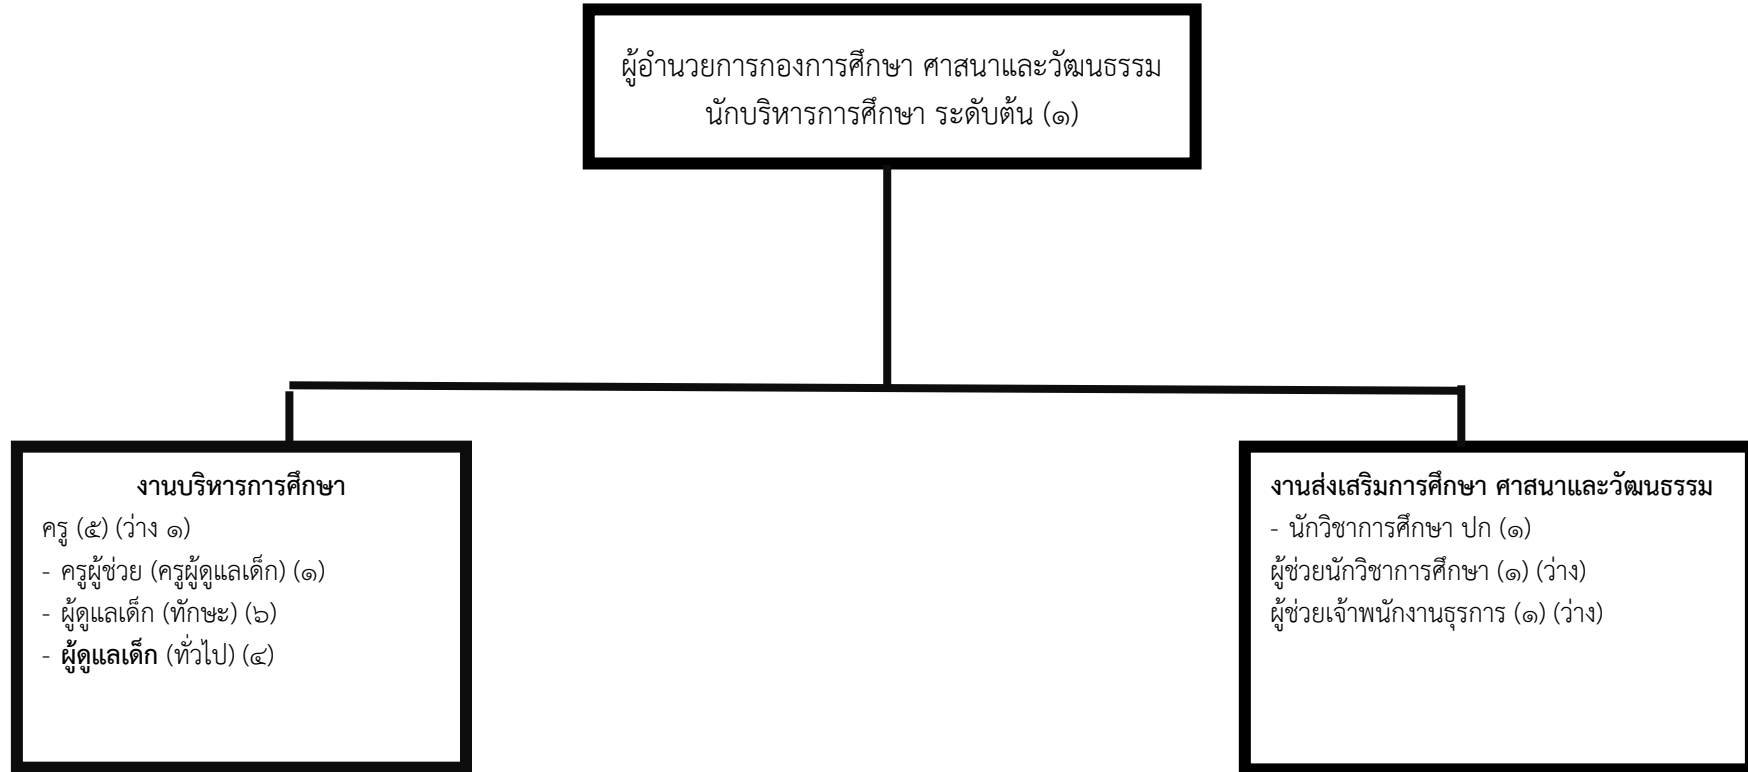 ผู้อำนวยการกองการศึกษา ศาสนาและวัฒนธรรม
นักบริหารการศึกษา ระดับต้น (๑)
งานบริหารการศึกษา
ครู (๕) (ว่าง ๑)
- ครูผู้ช่วย (ครูผู้ดูแลเด็ก) (๑)
- ผู้ดูแลเด็ก (ทักษะ) (๖)
- ผู้ดูแลเด็ก (ทั่วไป) (๔)
งานส่งเสริมการศึกษา ศาสนาและวัฒนธรรม
- นักวิชาการศึกษา ปก (๑)
ผู้ช่วยนักวิชาการศึกษา (๑) (ว่าง)
ผู้ช่วยเจ้าพนักงานธุรการ (๑) (ว่าง)